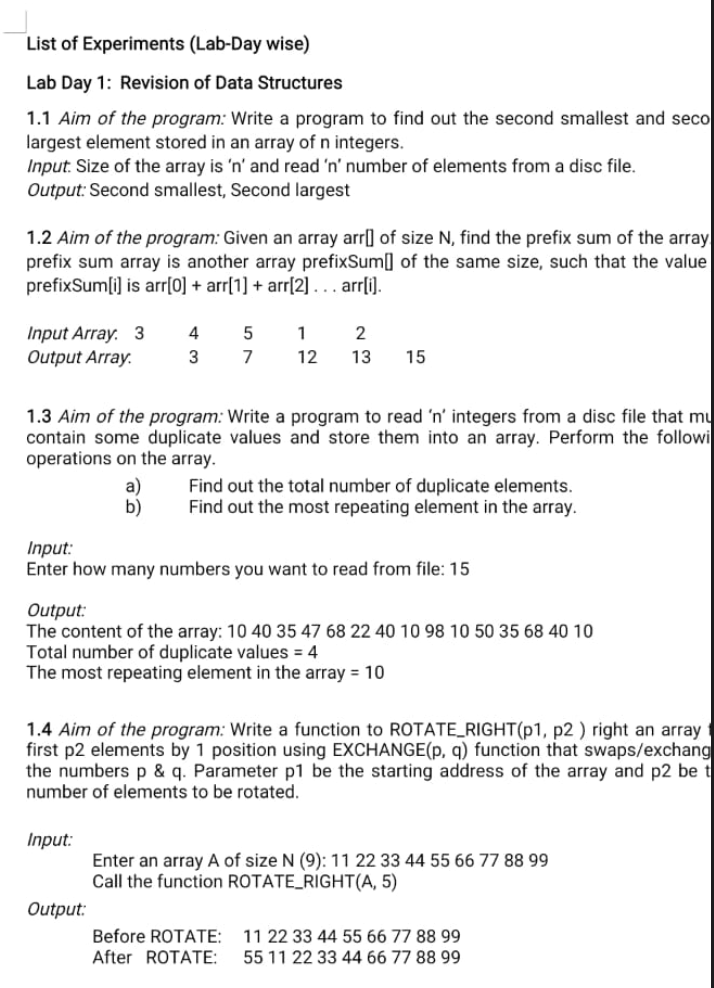 List of Experiments (Lab-Day wise)
Lab Day 1: Revision of Data Structures
1.1 Aim of the program: Write a program to find out the second smallest and seco
largest element stored in an array of n integers.
Input: Size of the array is ‘n’ and read ‘n’ number of elements from a disc file.
Output: Second smallest, Second largest
1.2 Aim of the program: Given an array arr[] of size N, find the prefix sum of the array.
prefix sum array is another array prefixSum[] of the same size, such that the value
prefixSum[i] is arr[0] + arr[1] + arr[2] . . . arr[i].
Input Array: 3 4 5 1 2
Output Array: 3 7 12 13 15
1.3 Aim of the program: Write a program to read ‘n’ integers from a disc file that mu
contain some duplicate values and store them into an array. Perform the followi
operations on the array.
a) Find out the total number of duplicate elements.
b) Find out the most repeating element in the array.
Input:
Enter how many numbers you want to read from file: 15
Output:
The content of the array: 10 40 35 47 68 22 40 10 98 10 50 35 68 40 10
Total number of duplicate values = 4
The most repeating element in the array = 10
1.4 Aim of the program: Write a function to ROTATE_RIGHT(p1, p2 ) right an array
first p2 elements by 1 position using EXCHANGE(p, q) function that swaps/exchang
the numbers p & q. Parameter p1 be the starting address of the array and p2 be t
number of elements to be rotated.
Input:
Enter an array A of size N (9): 11 22 33 44 55 66 77 88 99
Call the function ROTATE_RIGHT(A, 5)
Output:
Before ROTATE: 11 22 33 44 55 66 77 88 99
After ROTATE: 55 11 22 33 44 66 77 88 99